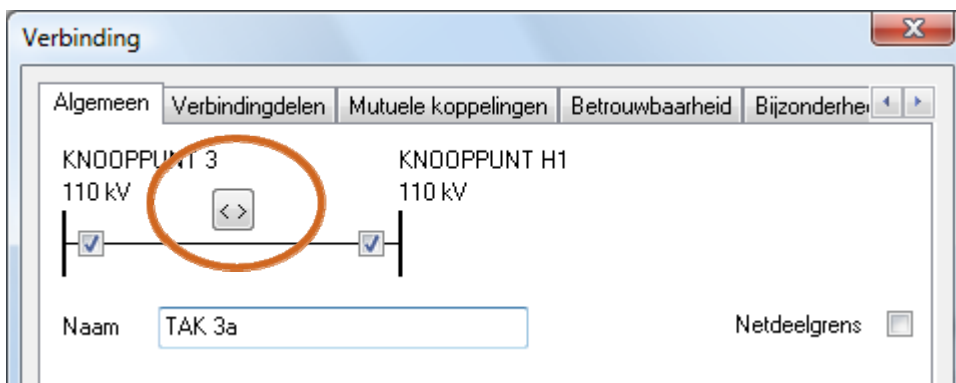 Verbinding
Algemeen Verbindingdelen Mutuele koppelingen Betrouwbaarheid
KNOOPPUNT 3 KNOOPPUNT H1
110 kV 110 kV
< >
Naam TAK 3a Netdeelgrens